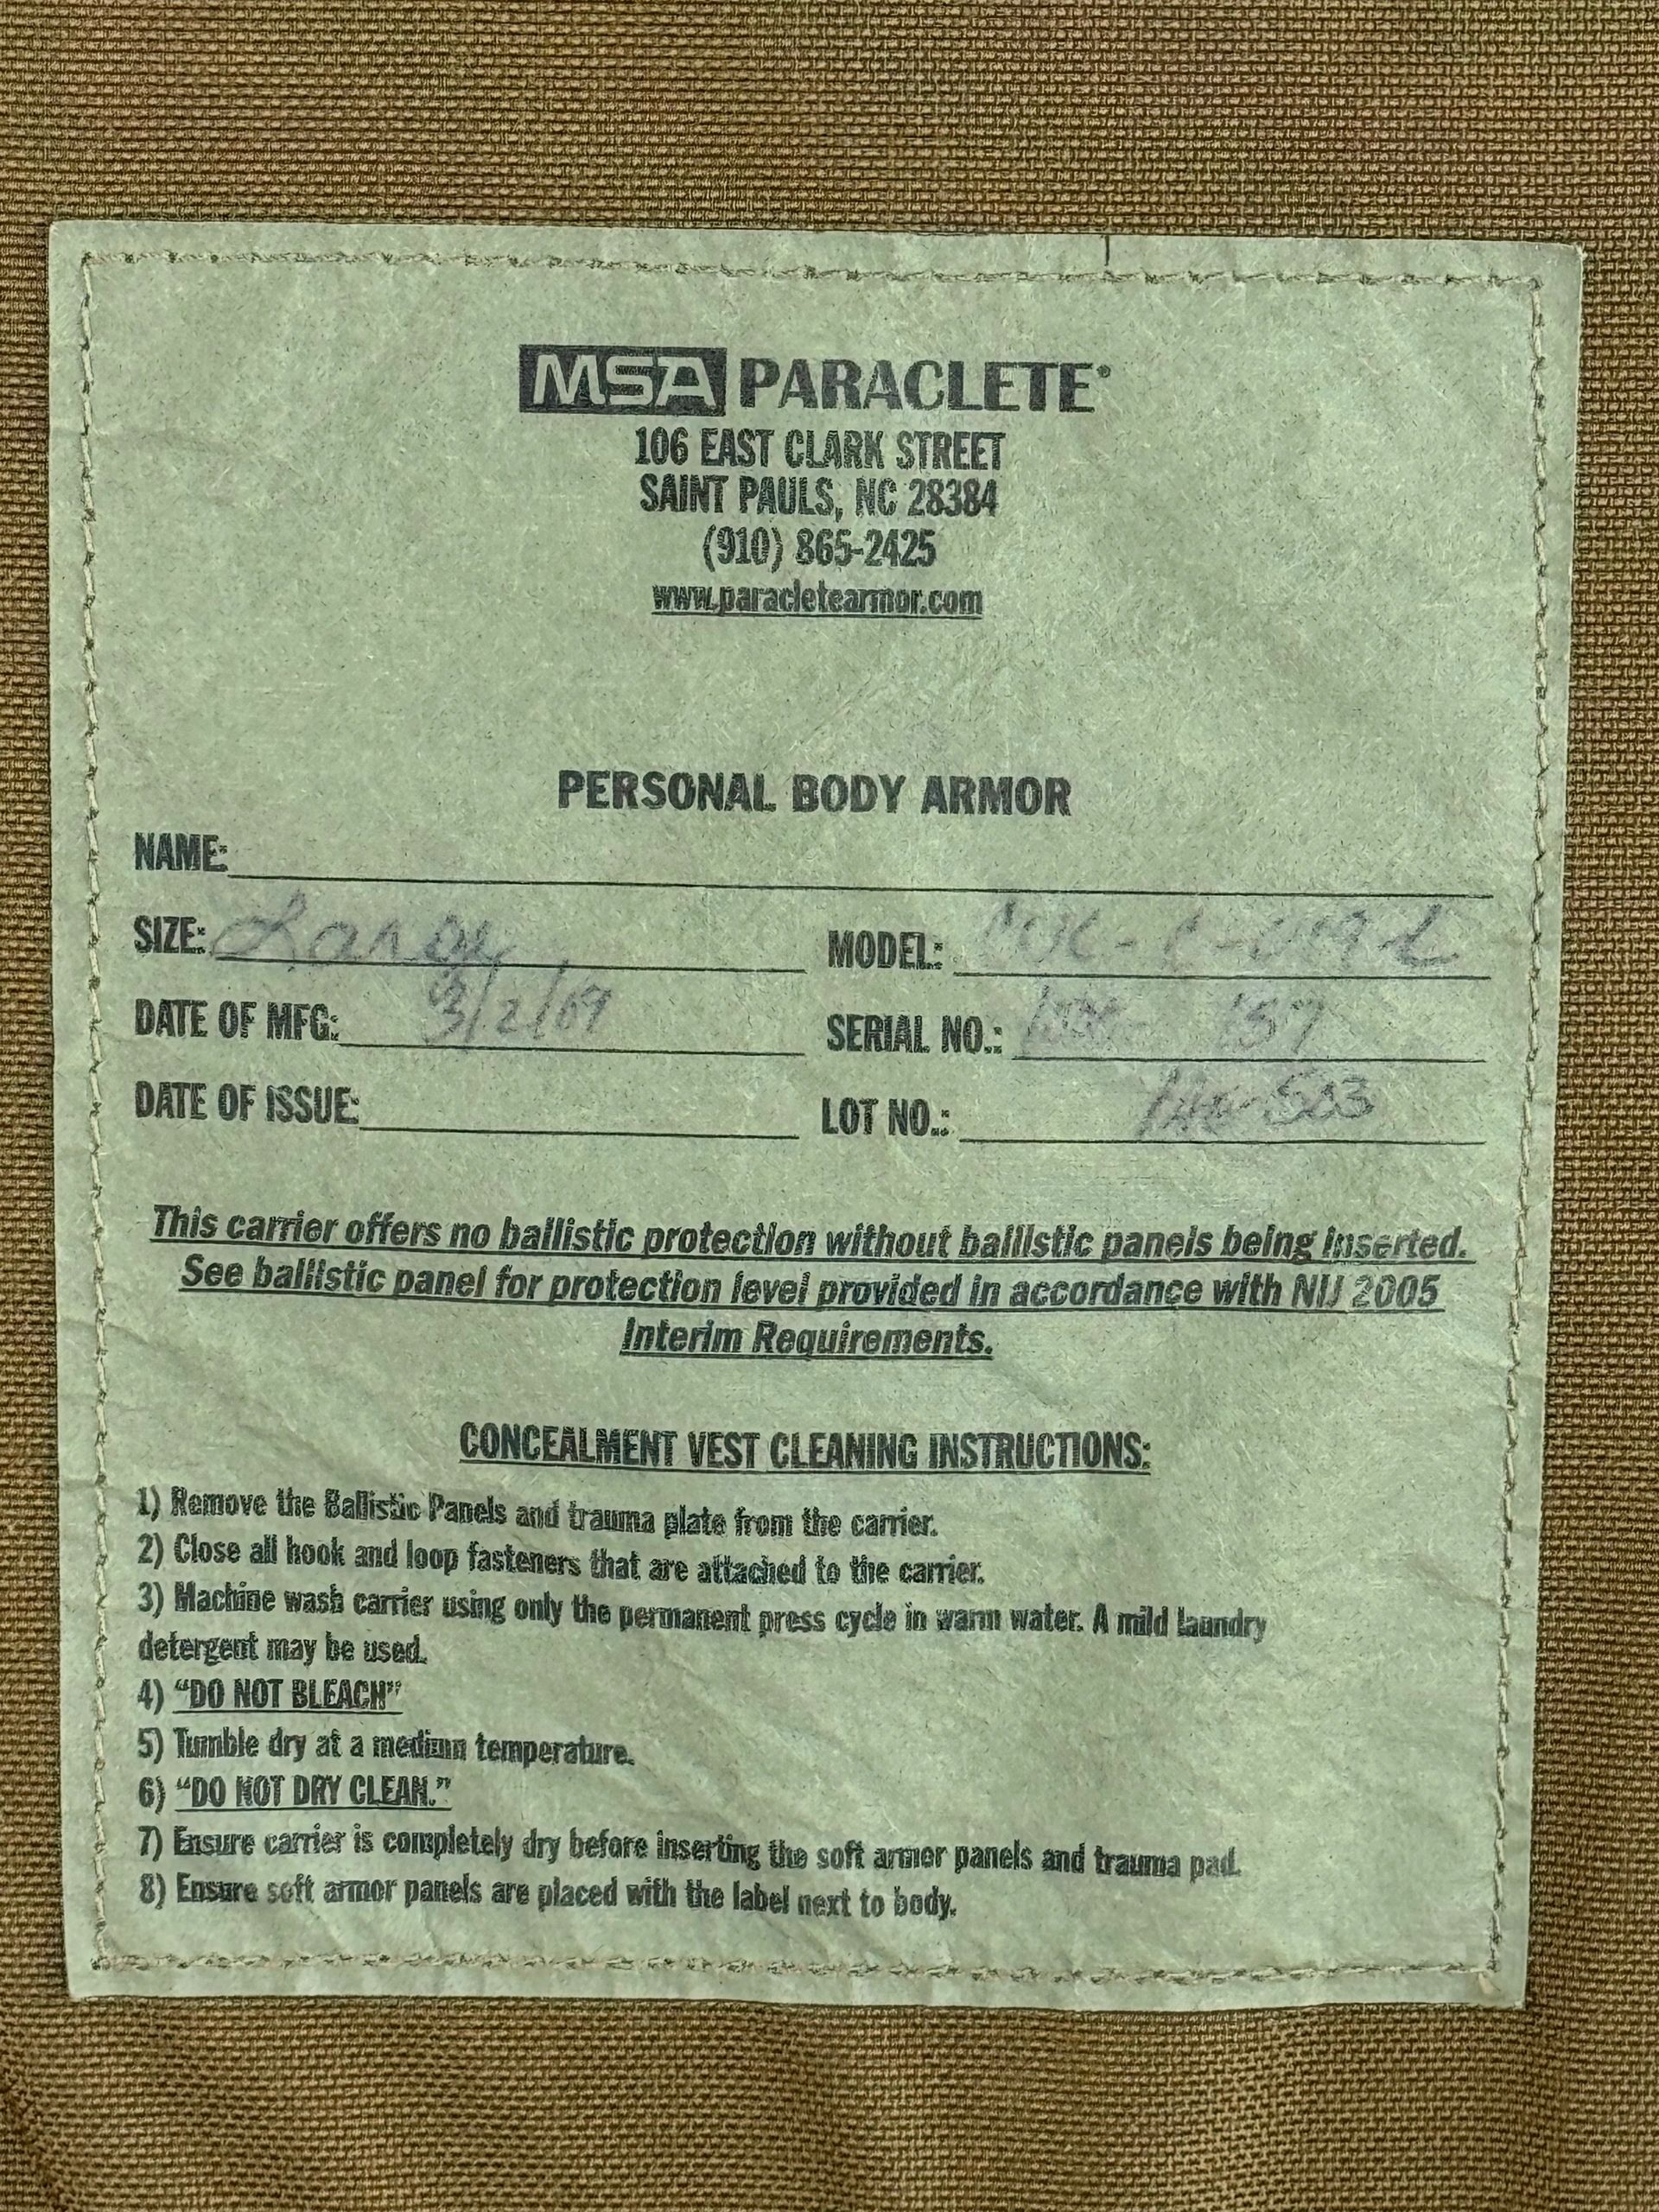 MSA PARACLETE®
106 EAST CLARK STREET
SAINT PAULS, NC 28384
(910) 865-2425
www.paracletearmor.com
PERSONAL BODY ARMOR
NAME:
SIZE: Large MODEL:
DATE OF MFG: SERIAL NO.: 157
DATE OF ISSUE: LOT NO.:
This carrier offers no ballistic protection without ballistic panels being inserted.
See ballistic panel for protection level provided in accordance with NIJ 2005
Interim Requirements.
CONCEALMENT VEST CLEANING INSTRUCTIONS:
1) Remove the Ballistic Panels and trauma plate from the carrier.
2) Close all hook and loop fasteners that are attached to the carrier.
3) Machine wash carrier using only the permanent press cycle in warm water. A mild laundry
detergent may be used.
4) “DO NOT BLEACH”
5) Tumble dry at a medium temperature.
6) “DO NOT DRY CLEAN.”
7) Ensure carrier is completely dry before inserting the soft armor panels and trauma pad.
8) Ensure soft armor panels are placed with the label next to body.